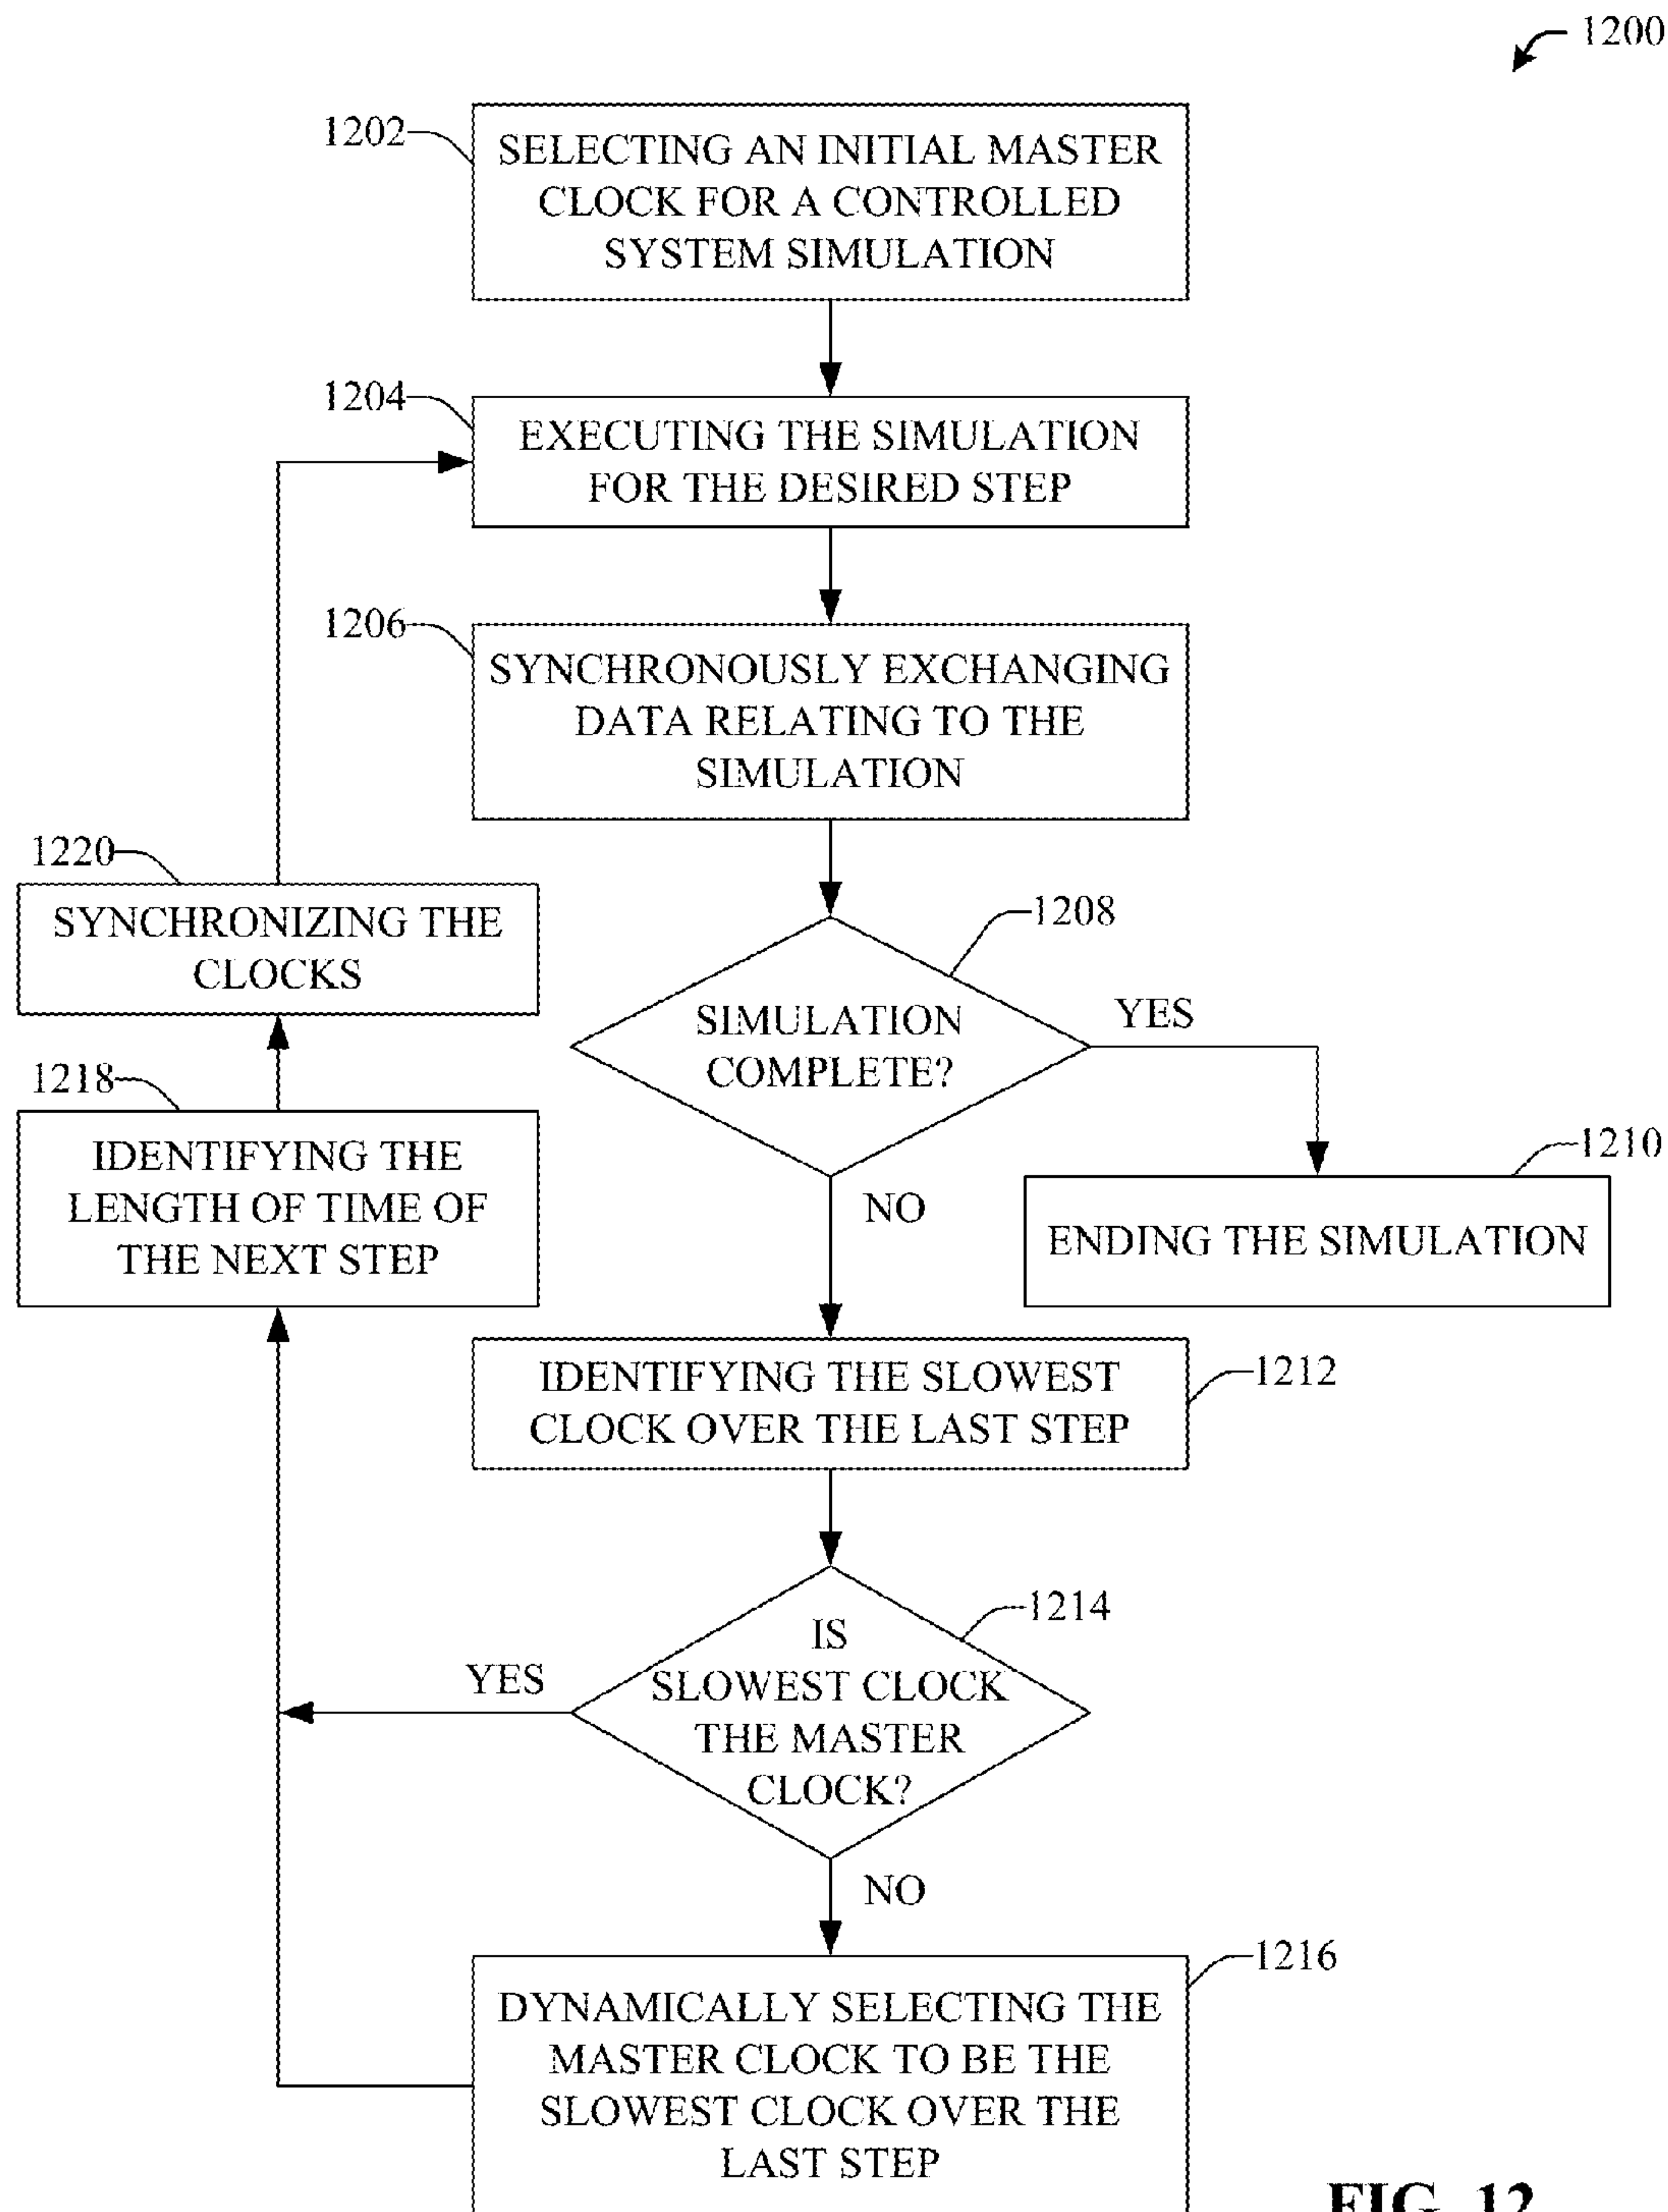 1200
1202
SELECTING AN INITIAL MASTER
CLOCK FOR A CONTROLLED
SYSTEM SIMULATION
1204
EXECUTING THE SIMULATION
FOR THE DESIRED STEP
1206
SYNCHRONOUSLY EXCHANGING
DATA RELATING TO THE
SIMULATION
1220
SYNCHRONIZING THE
CLOCKS
1208
SIMULATION
COMPLETE?
YES
NO
1218
IDENTIFYING THE
LENGTH OF TIME OF
THE NEXT STEP
1210
ENDING THE SIMULATION
1212
IDENTIFYING THE SLOWEST
CLOCK OVER THE LAST STEP
1214
IS
SLOWEST CLOCK
THE MASTER
CLOCK?
YES
NO
1216
DYNAMICALLY SELECTING THE
MASTER CLOCK TO BE THE
SLOWEST CLOCK OVER THE
LAST STEP
FIG. 12